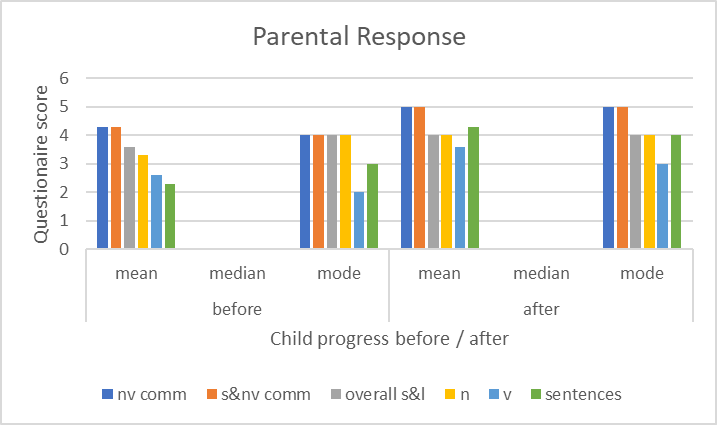 Parental Response
6
5
4
3
2
1
0
Questionaire score
mean median mode mean median mode
before after
Child progress before / after
nv comm s&nv comm overall s&l n v sentences